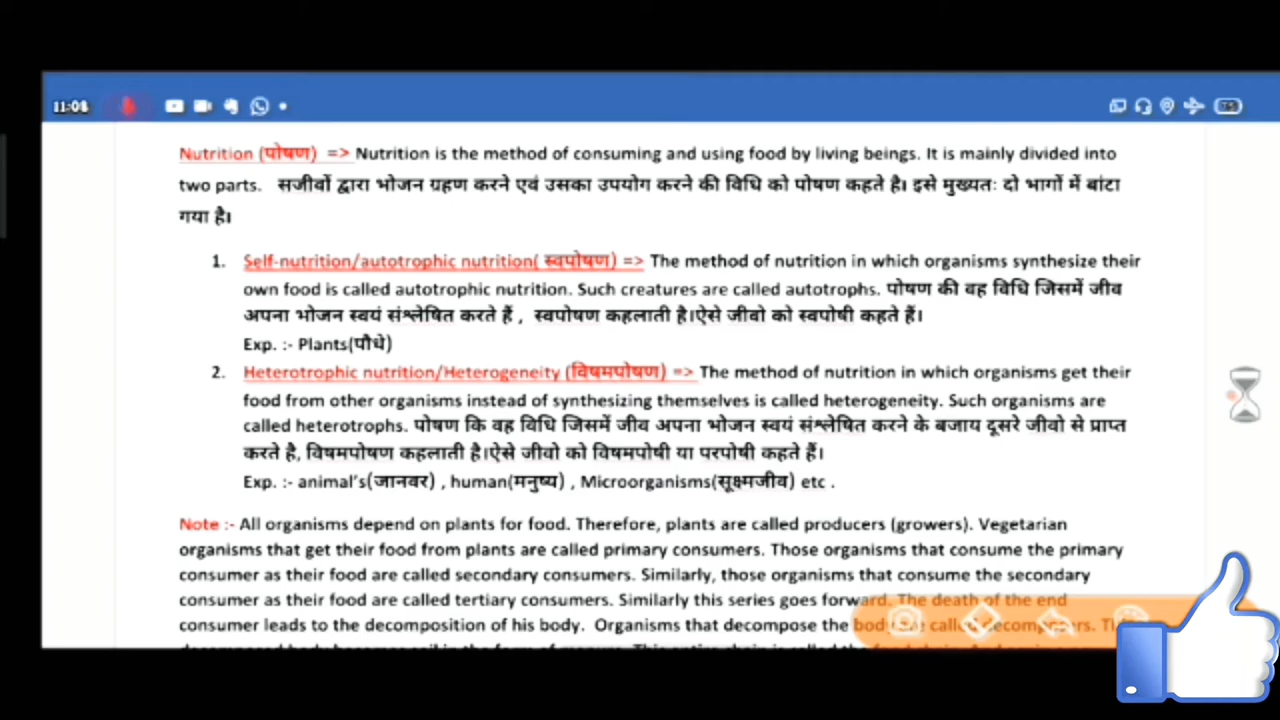 11:08
Nutrition (पोषण) => Nutrition is the method of consuming and using food by living beings. It is mainly divided into
two parts. सजीवों द्वारा भोजन ग्रहण करने एवं उसका उपयोग करने की विधि को पोषण कहते है। इसे मुख्यतः दो भागों में बांटा
गया है।
1. Self-nutrition/autotrophic nutrition( स्वपोषण) => The method of nutrition in which organisms synthesize their
own food is called autotrophic nutrition. Such creatures are called autotrophs. पोषण की वह विधि जिसमें जीव
अपना भोजन स्वयं संश्लेषित करते हैं , स्वपोषण कहलाती है।ऐसे जीवो को स्वपोषी कहते हैं।
Exp. :- Plants(पौधे)
2. Heterotrophic nutrition/Heterogeneity (विषमपोषण) => The method of nutrition in which organisms get their
food from other organisms instead of synthesizing themselves is called heterogeneity. Such organisms are
called heterotrophs. पोषण कि वह विधि जिसमें जीव अपना भोजन स्वयं संश्लेषित करने के बजाय दूसरे जीवो से प्राप्त
करते है, विषमपोषण कहलाती है।ऐसे जीवो को विषमपोषी या परपोषी कहते हैं।
Exp. :- animal's(जानवर) , human(मनुष्य) , Microorganisms(सूक्ष्मजीव) etc .
Note :- All organisms depend on plants for food. Therefore, plants are called producers (growers). Vegetarian
organisms that get their food from plants are called primary consumers. Those organisms that consume the primary
consumer as their food are called secondary consumers. Similarly, those organisms that consume the secondary
consumer as their food are called tertiary consumers. Similarly this series goes forward. The death of the end
consumer leads to the decomposition of his body. Organisms that decompose the body are called decomposers.